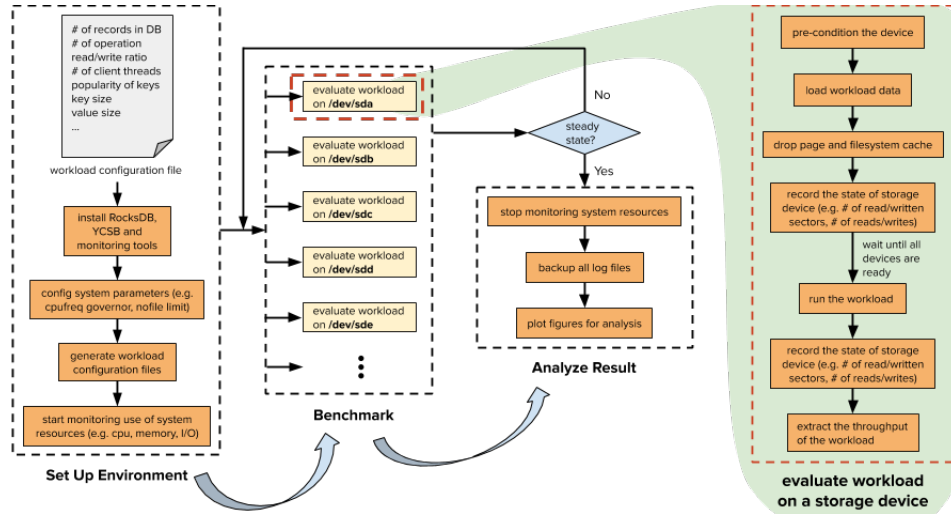 # of records in DB
# of operation
read/write ratio
# of client threads
popularity of keys
key size
value size
...
workload configuration file
install RocksDB,
YCSB and
monitoring tools
config system parameters (e.g.
cpufreq governor, nofile limit)
generate workload
configuration files
start monitoring use of system
resources (e.g. cpu, memory, I/O)
Set Up Environment
evaluate workload
on /dev/sda
evaluate workload
on /dev/sdb
evaluate workload
on /dev/sdc
evaluate workload
on /dev/sdd
evaluate workload
on /dev/sde
Benchmark
No
steady
state?
Yes
stop monitoring system resources
backup all log files
plot figures for analysis
Analyze Result
pre-condition the device
load workload data
drop page and filesystem cache
record the state of storage
device (e.g. # of read/written
sectors, # of reads/writes)
wait until all
devices are
ready
run the workload
record the state of storage
device (e.g. # of read/written
sectors, # of reads/writes)
extract the throughput
of the workload
evaluate workload
on a storage device